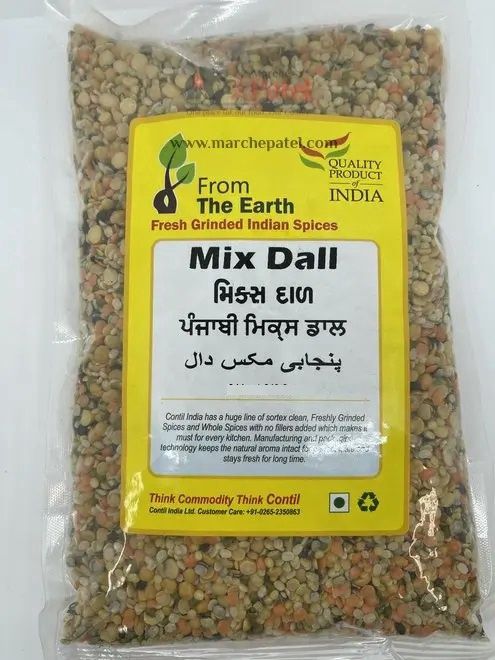 www.marchepatel.com
From
The Earth
Fresh Grinded Indian Spices
QUALITY
PRODUCT
of
INDIA
Mix Dall
મિક્સ દાળ
ਪੰਜਾਬੀ ਮਿਕ੍ਸ ਡਾਲ
پنجابی مکس دال
Contil India has a huge line of sortex clean, Freshly Grinded
Spices and Whole Spices with no fillers added which makes it
must for every kitchen. Manufacturing and packaging
technology keeps the natural aroma intact for
stays fresh for long time.
Think Commodity Think Contil
Contil India Ltd. Customer Care: +91-0265-2350863